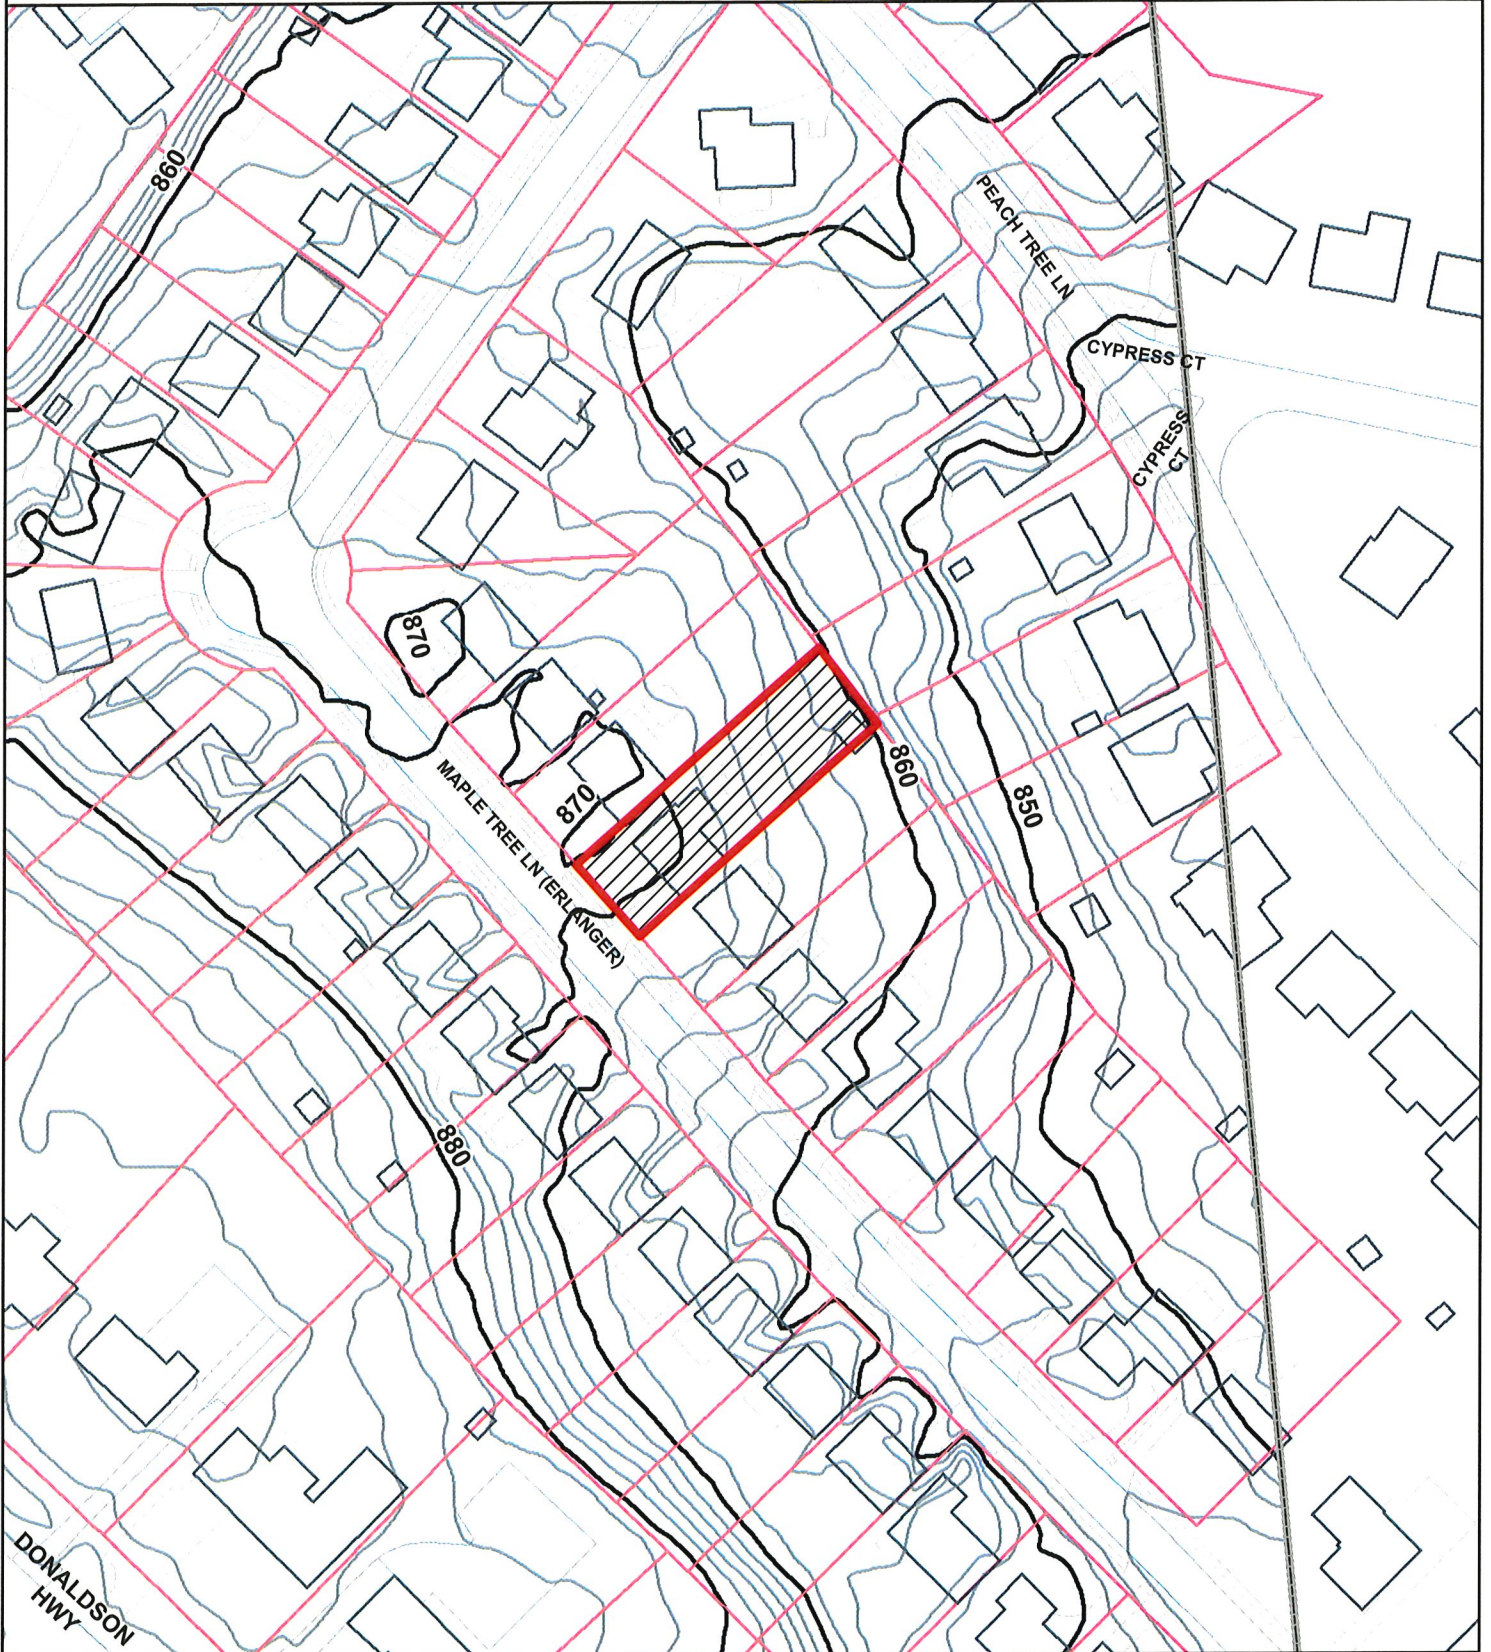 860
PEACH TREE LN
CYPRESS CT
CYPRESS
CT
870
MAPLE TREE LN (ERLANGER)
870
860
850
880
DONALDSON
HWY